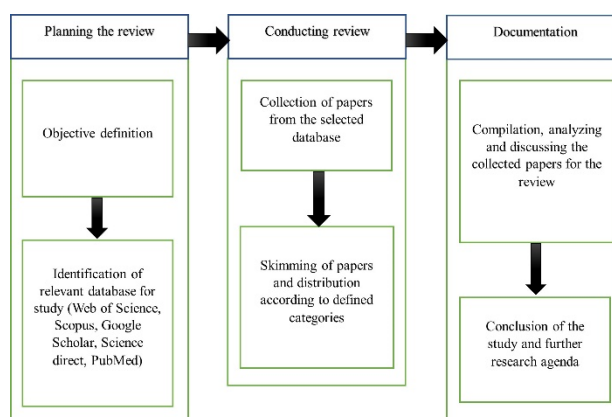 Planning the review
Conducting review
Documentation
Objective definition
Identification of
relevant database for
study (Web of Science,
Scopus, Google
Scholar, Science
direct, PubMed)
Collection of papers
from the selected
database
Skimming of papers
and distribution
according to defined
categories
Compilation, analyzing
and discussing the
collected papers for the
review
Conclusion of the
study and further
research agenda